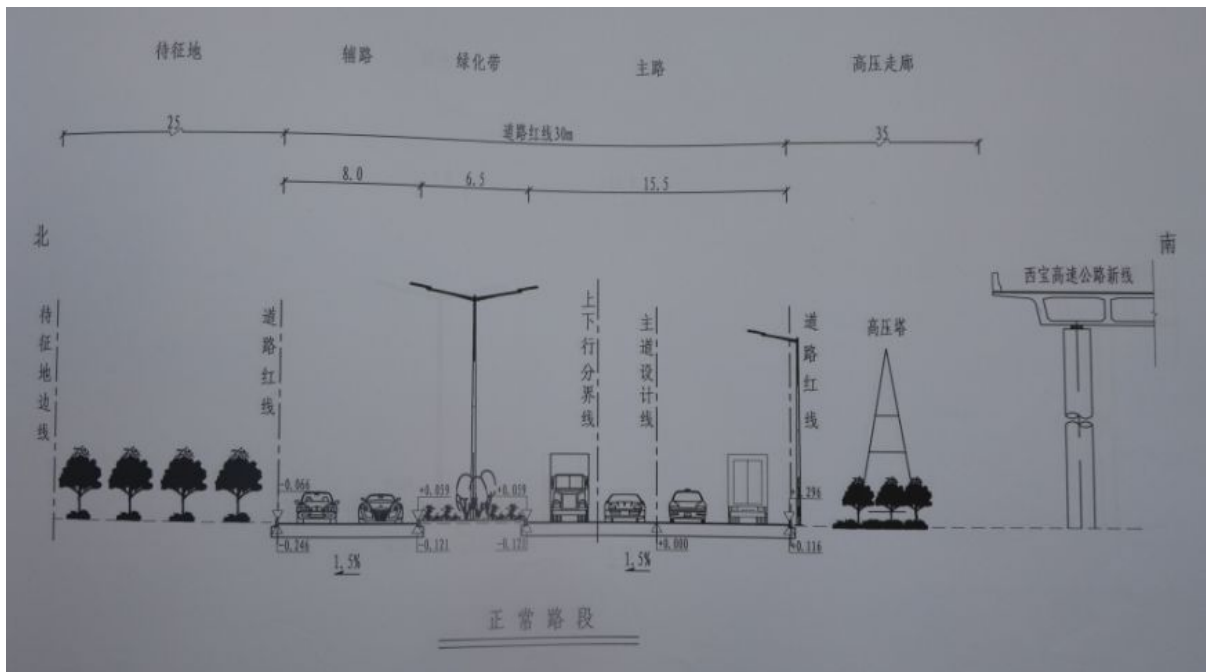 待征地
辅路
绿化带
主路
高压走廊
25
道路红线30m
35
8.0
6.5
15.5
北
南
西宝高速公路新线
待征地边线
道路红线
上下行分界线
主道设计线
道路红线
高压塔
-0.066
+0.059
+0.059
+0.296
-0.246
-0.121
-0.121
+0.000
+0.116
1.5%
1.5%
正常路段